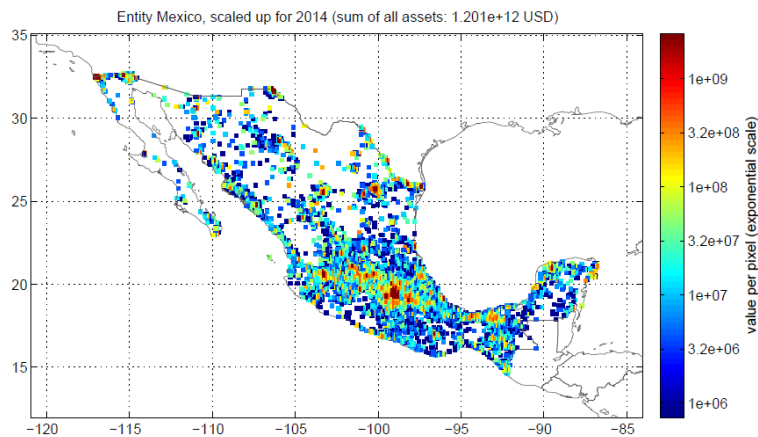 Entity Mexico, scaled up for 2014 (sum of all assets: 1.201e+12 USD)
35
30
25
20
15
−120
−115
−110
−105
−100
−95
−90
−85
1e+09
3.2e+08
1e+08
3.2e+07
1e+07
3.2e+06
1e+06
value per pixel (exponential scale)